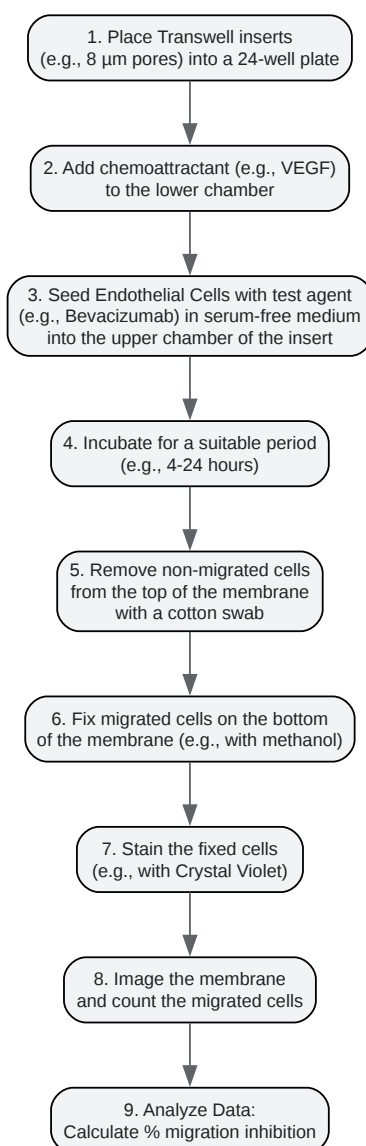 1. Place Transwell inserts
(e.g., 8 µm pores) into a 24-well plate
2. Add chemoattractant (e.g., VEGF)
to the lower chamber
3. Seed Endothelial Cells with test agent
(e.g., Bevacizumab) in serum-free medium
into the upper chamber of the insert
4. Incubate for a suitable period
(e.g., 4-24 hours)
5. Remove non-migrated cells
from the top of the membrane
with a cotton swab
6. Fix migrated cells on the bottom
of the membrane (e.g., with methanol)
7. Stain the fixed cells
(e.g., with Crystal Violet)
8. Image the membrane
and count the migrated cells
9. Analyze Data:
Calculate % migration inhibition